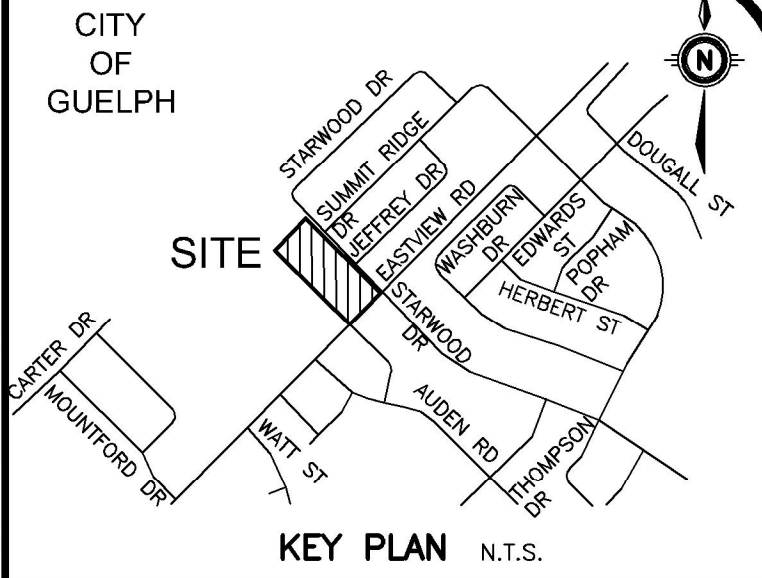 CITY
OF
GUELPH
N
STARWOOD DR
SUMMIT RIDGE
DR
JEFFREY DR
EASTVIEW RD
WASHBURN
DR
EDWARDS
ST
POPHAM
DR
DOUGALL ST
SITE
HERBERT ST
STARWOOD
DR
CARTER DR
MOUNTFORD DR
WATT ST
AUDEN RD
THOMPSON
DR
KEY PLAN N.T.S.